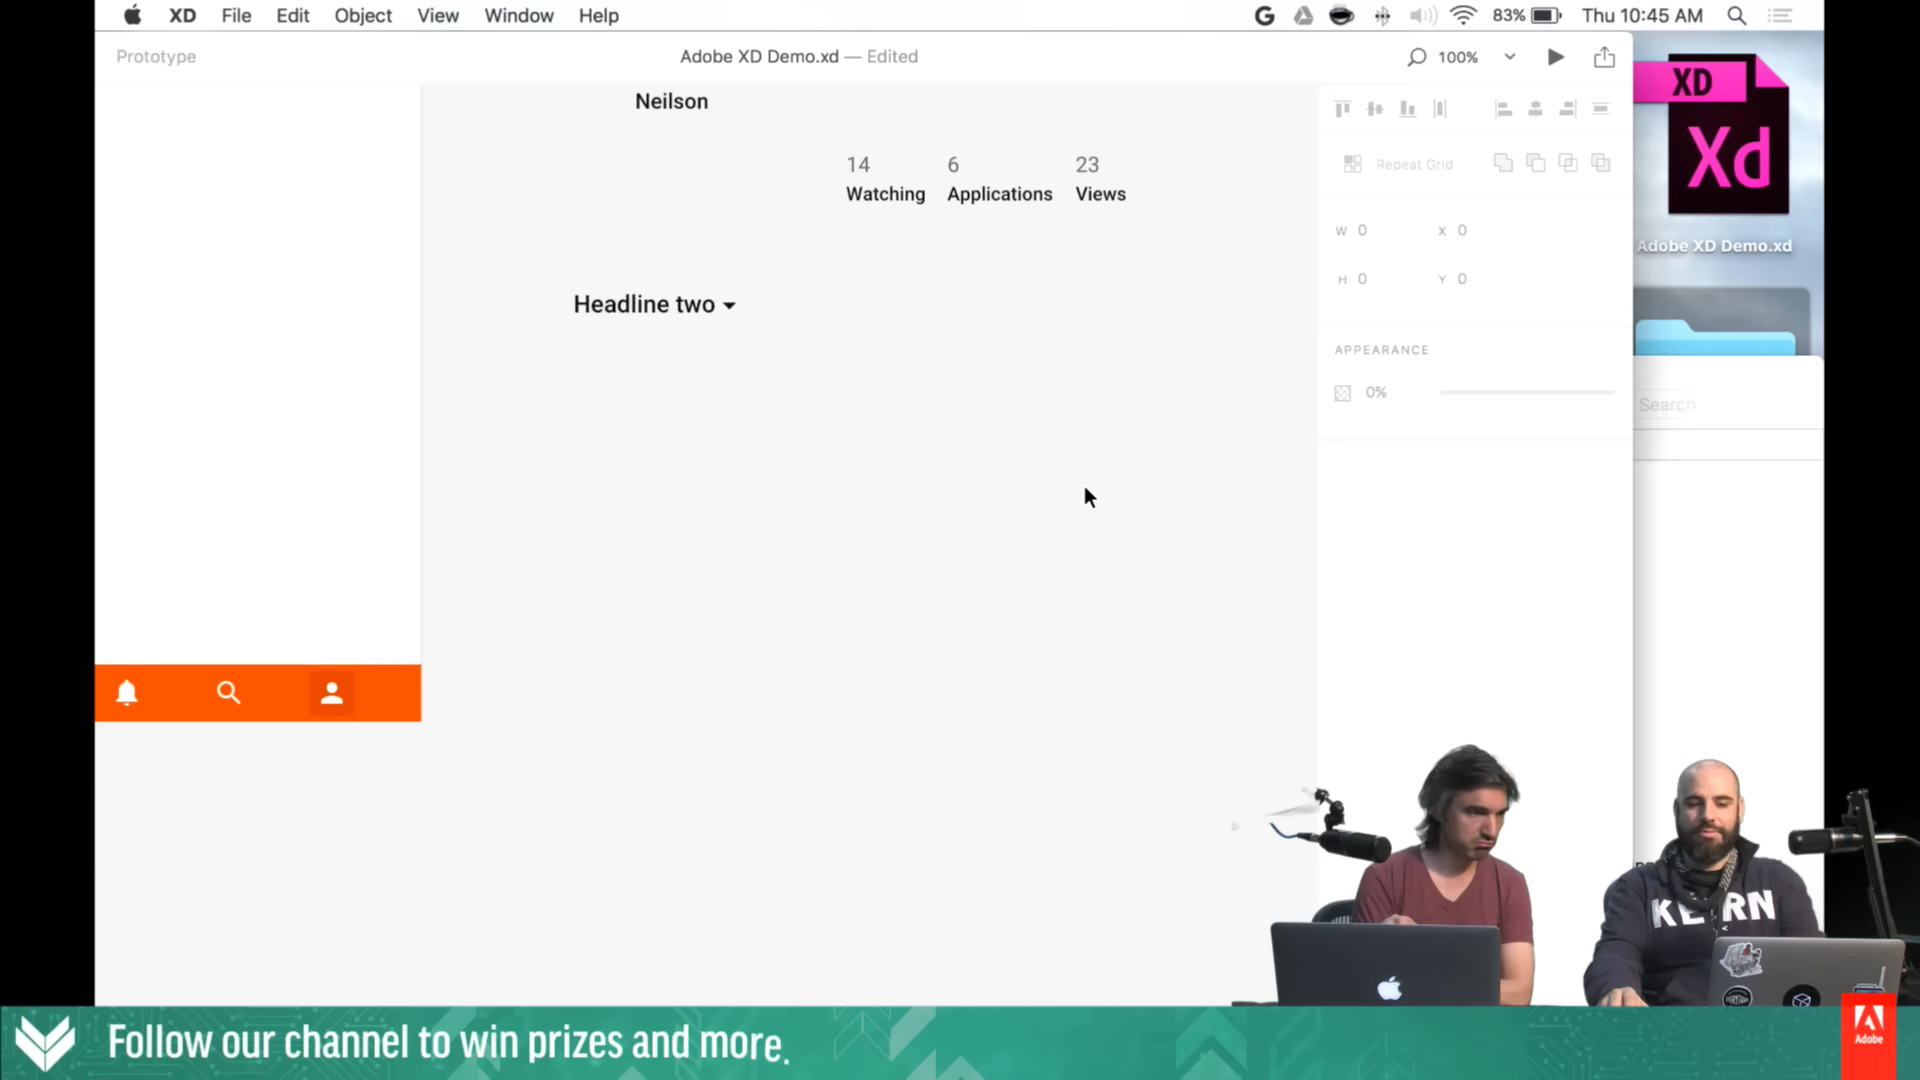 XD File Edit Object View Window Help
G 83% Thu 10:45 AM
Prototype
Adobe XD Demo.xd — Edited
100%
Neilson
14 6 23
Watching Applications Views
Headline two
Repeat Grid
W 0 X 0
H 0 Y 0
APPEARANCE
0%
XD
Xd
Adobe XD Demo.xd
Search
Follow our channel to win prizes and more.
Adobe